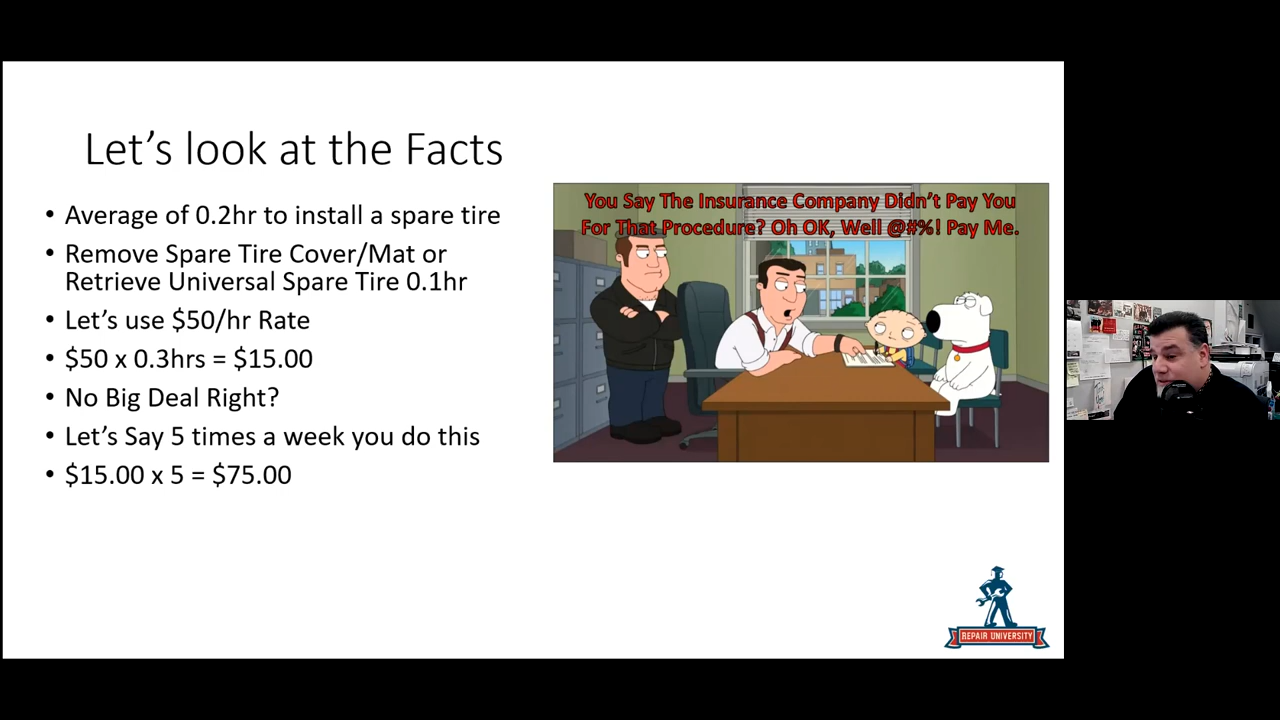 Let's look at the Facts
• Average of 0.2hr to install a spare tire
• Remove Spare Tire Cover/Mat or
Retrieve Universal Spare Tire 0.1hr
• Let's use $50/hr Rate
• $50 x 0.3hrs = $15.00
• No Big Deal Right?
• Let's Say 5 times a week you do this
• $15.00 x 5 = $75.00
You Say The Insurance Company Didn't Pay You
For That Procedure? Oh OK, Well @#%! Pay Me.
REPAIR UNIVERSITY